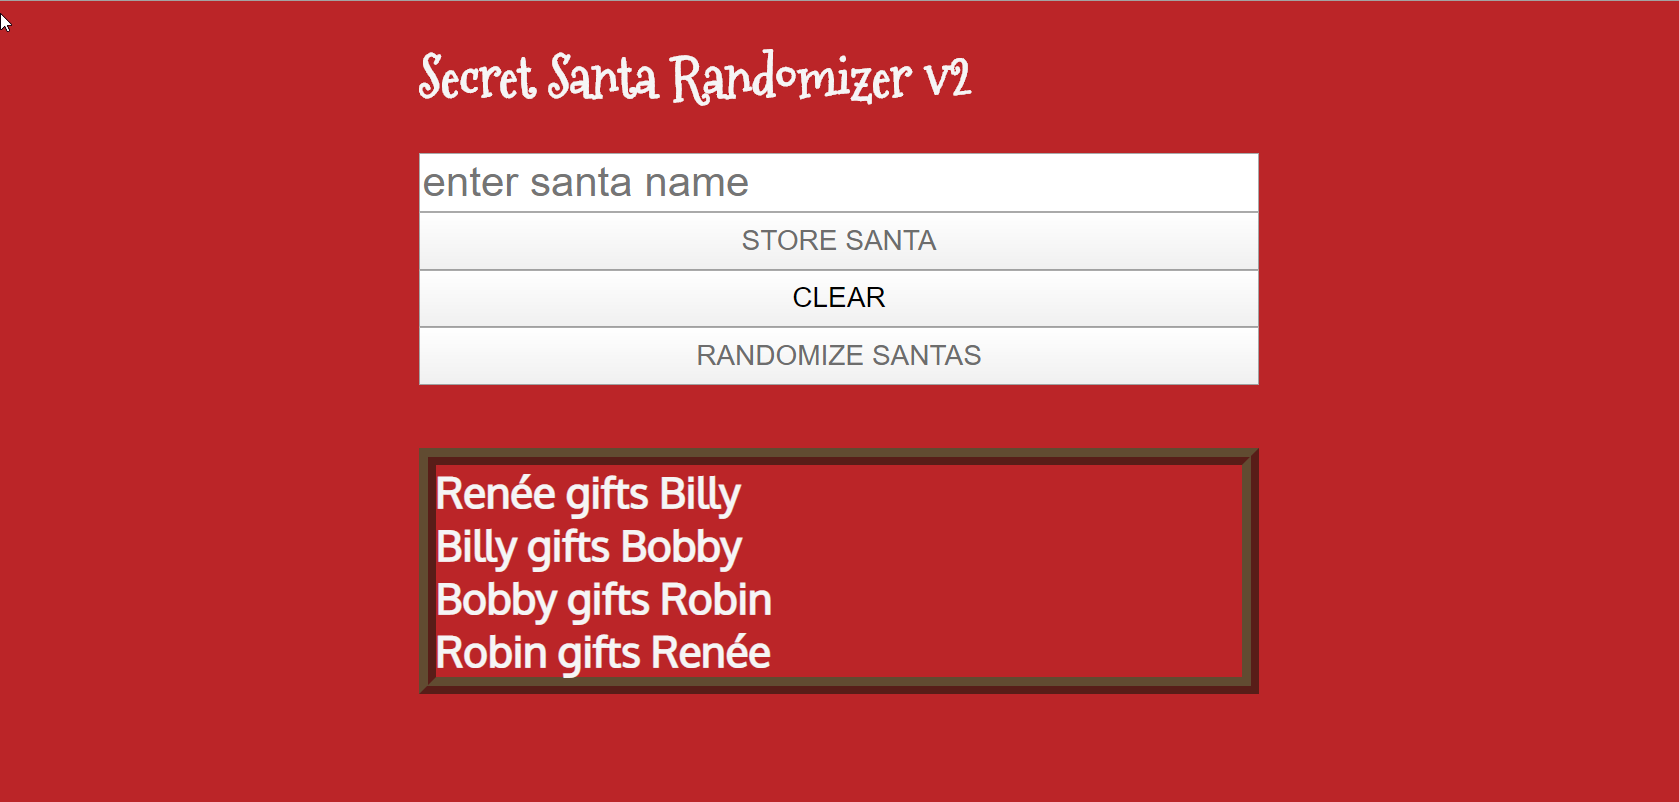 Secret Santa Randomizer v2
enter santa name
STORE SANTA
CLEAR
RANDOMIZE SANTAS
Renée gifts Billy
Billy gifts Bobby
Bobby gifts Robin
Robin gifts Renée